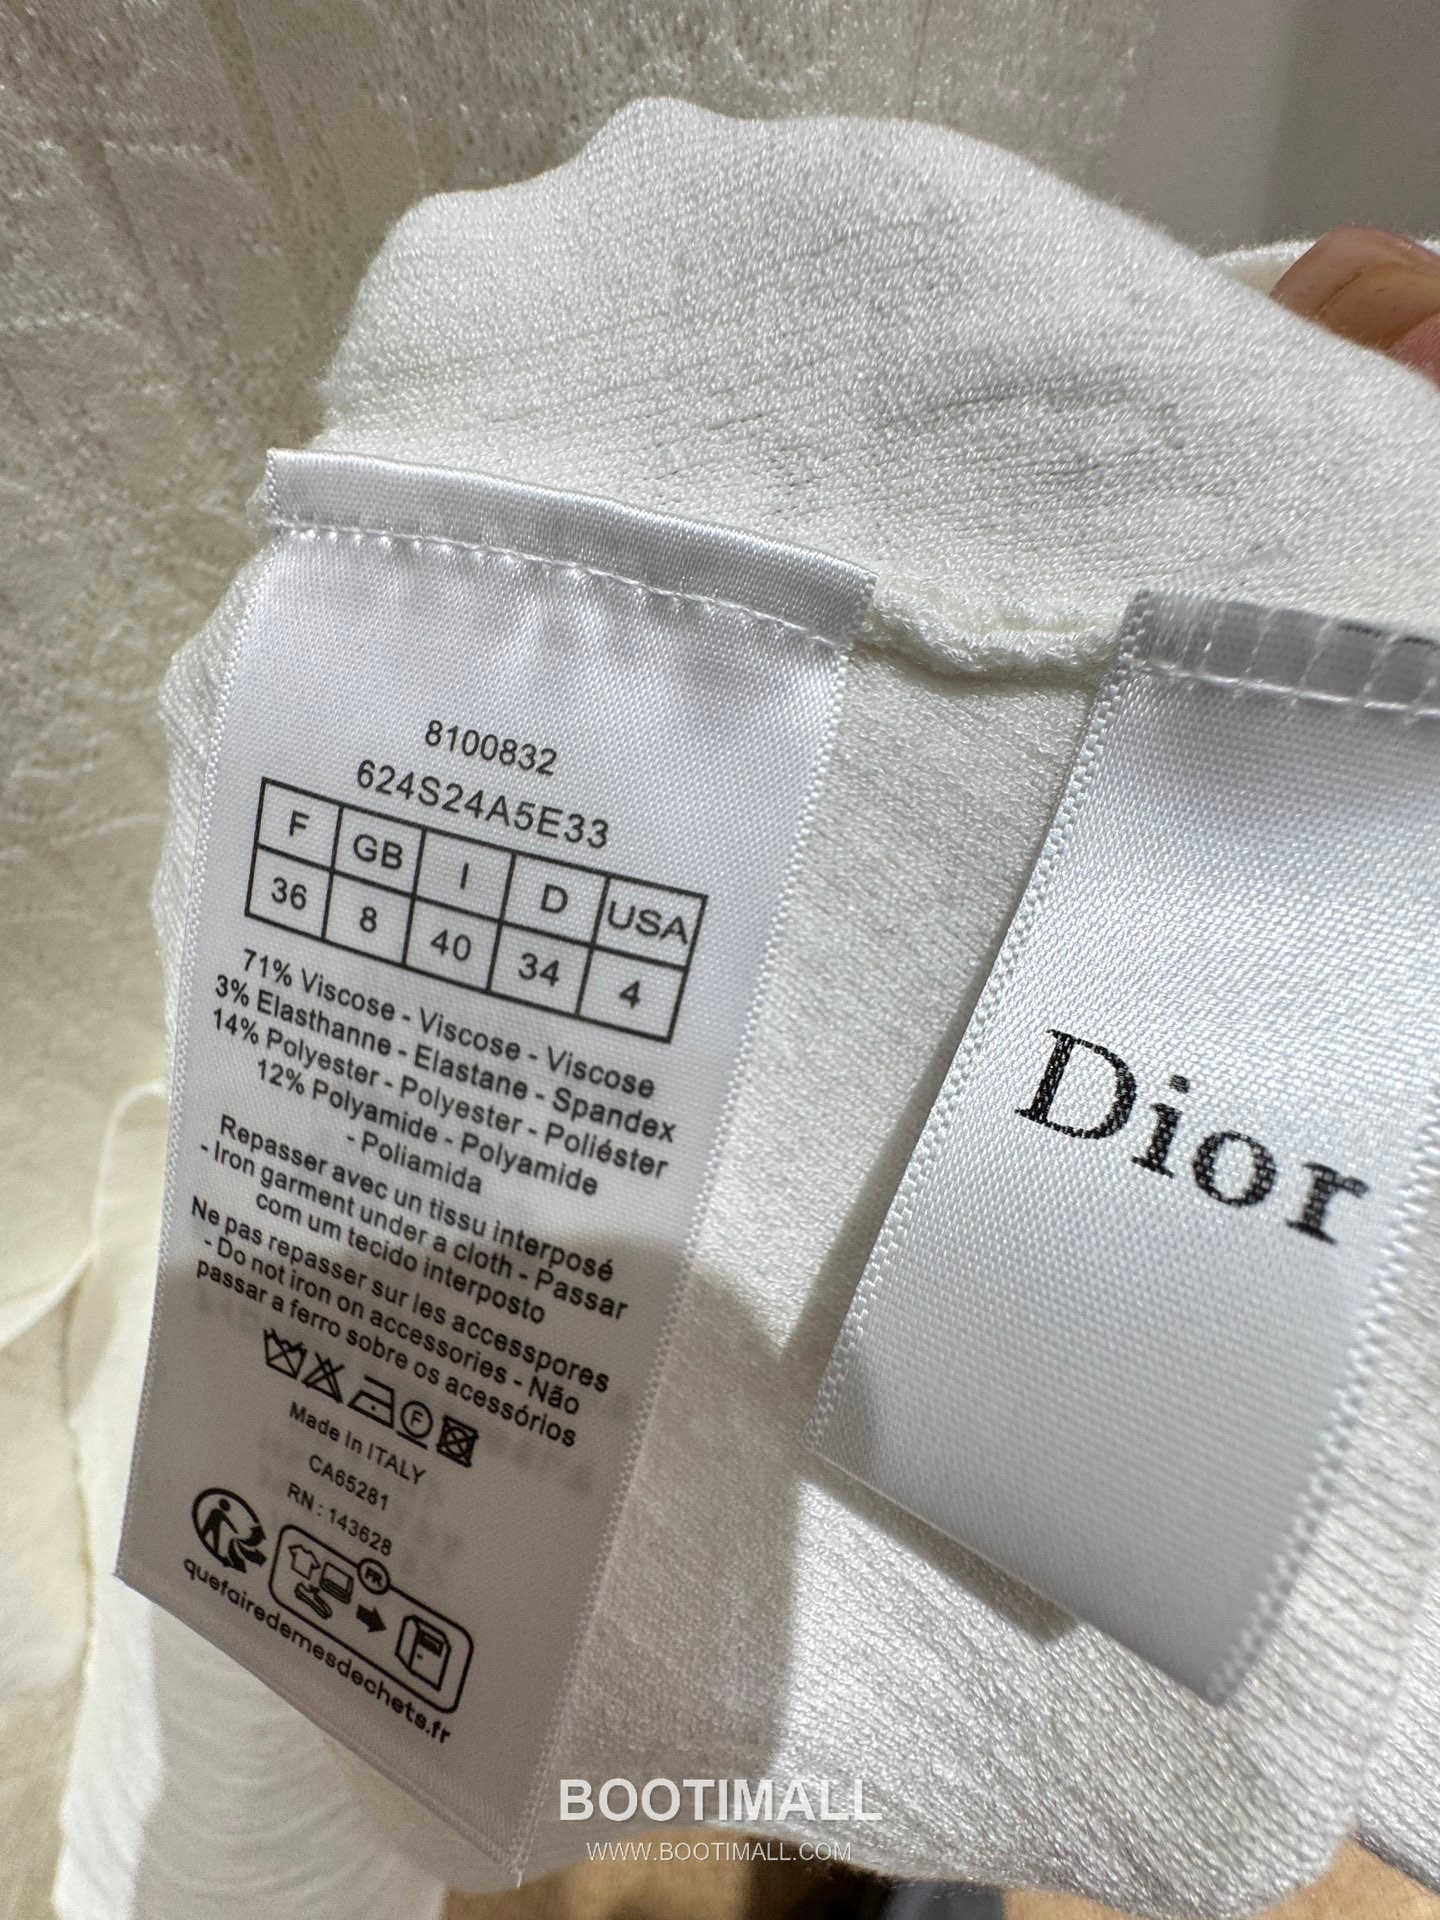 8100832
624S24A5E33
F GB I D USA
36 8 40 34 4
71% Viscose - Viscose - Viscose
3% Elasthanne - Elastane - Spandex
14% Polyester - Polyester - Poliéster
12% Polyamide - Polyamide
- Poliamida
Repasser avec un tissu interposé
- Iron garment under a cloth - Passar
com um tecido interposto
Ne pas repasser sur les accesspores
- Do not iron on accessories - Não
passar a ferro sobre os acessórios
F
Made In ITALY
CA65281
RN : 143628
FR
quefairedemesdechets.fr
Dior
BOOTIMALL
WWW.BOOTIMALL.COM